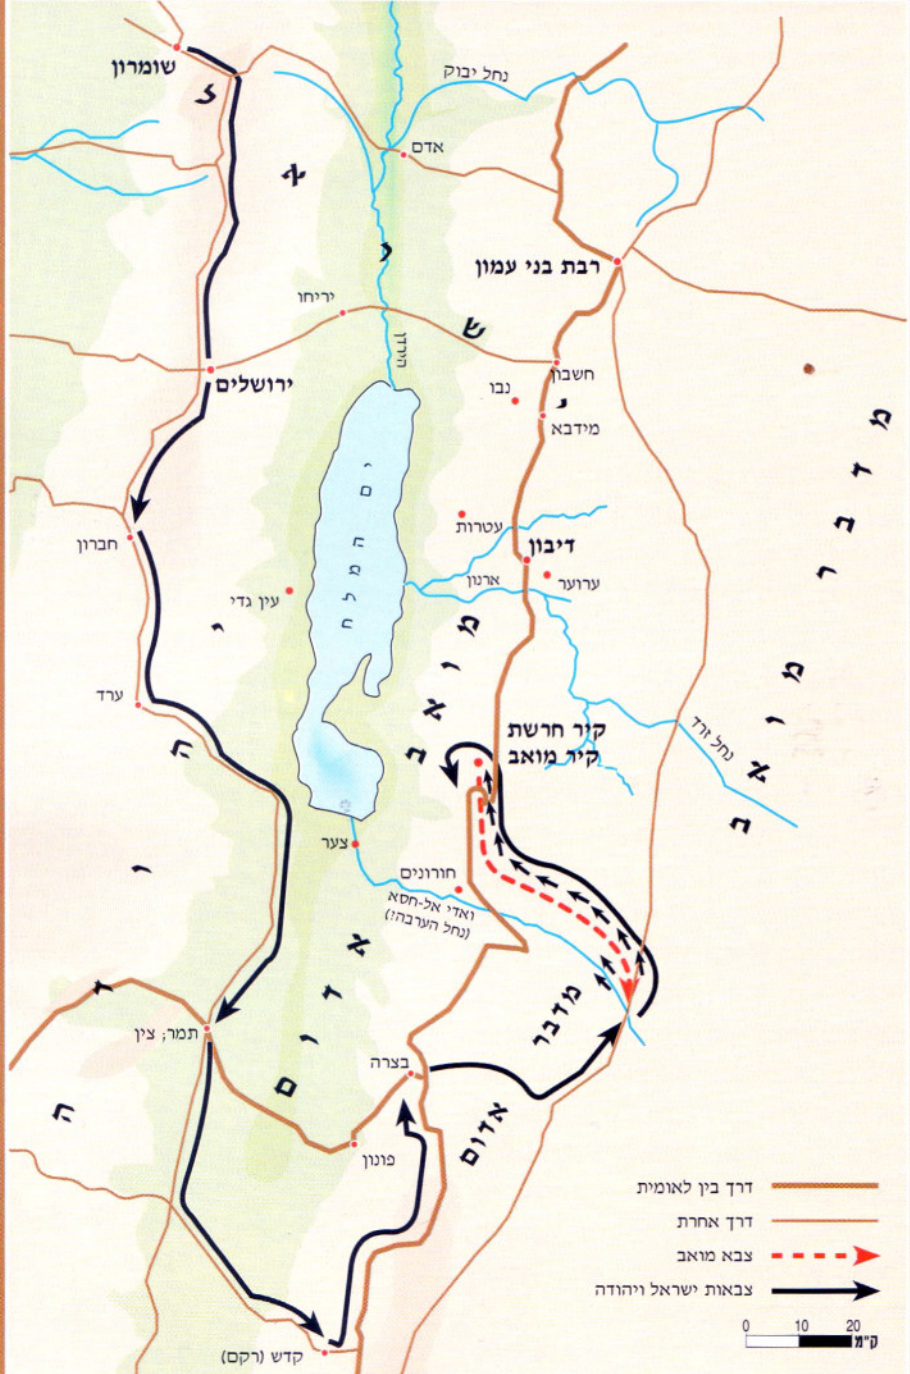 שומרון
נחל יבוק
אדם
רבת בני עמון
יריחו
הירדן
ישראל
חשבון
נבו
ירושלים
מידבא
ים המלח
מדבר מואב
עטרות
דיבון
חברון
ארנון
ערוער
עין גדי
מואב
ערד
קיר חרשת
קיר מואב
נחל זרד
יהודה
צער
חורונים
ואדי אל-חסא
(נחל הערבה?)
אדום
מדבר אדום
תמר; צין
בצרה
פונון
קדש (רקם)
דרך בין לאומית
דרך אחרת
צבא מואב
צבאות ישראל ויהודה
0 10 20
ק"מ